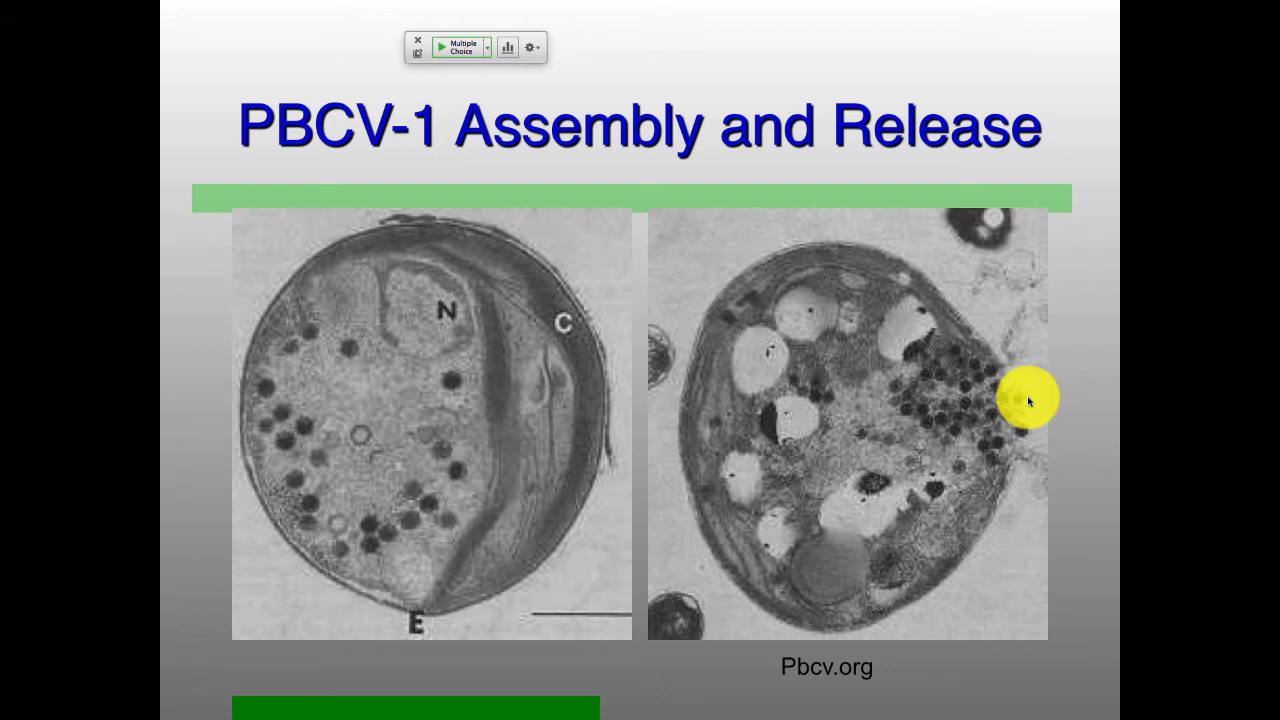 Multiple
Choice
PBCV-1 Assembly and Release
N
C
E
Pbcv.org